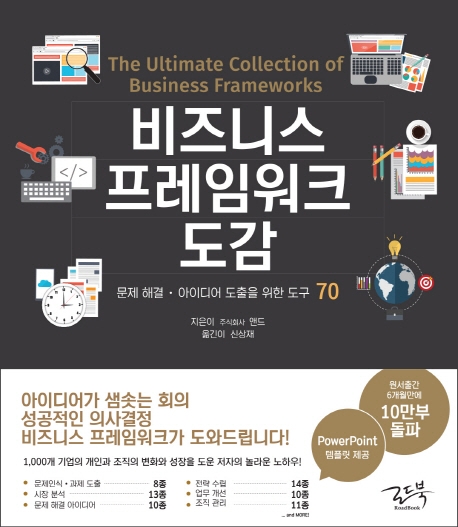 The Ultimate Collection of
Business Frameworks
비즈니스
프레임워크
도감
문제 해결 • 아이디어 도출을 위한 도구 70
지은이 주식회사 앤드
옮긴이 신상재
</>
아이디어가 샘솟는 회의
성공적인 의사결정
비즈니스 프레임워크가 도와드립니다!
1,000개 기업의 개인과 조직의 변화와 성장을 도운 저자의 놀라운 노하우!
• 문제인식 • 과제 도출 8종
• 시장 분석 13종
• 문제 해결 아이디어 10종
• 전략 수립 14종
• 업무 개선 10종
• 조직 관리 11종
... and MORE!
원서출간
6개월만에
10만부
돌파
PowerPoint
템플릿 제공
로드북
RoadBook